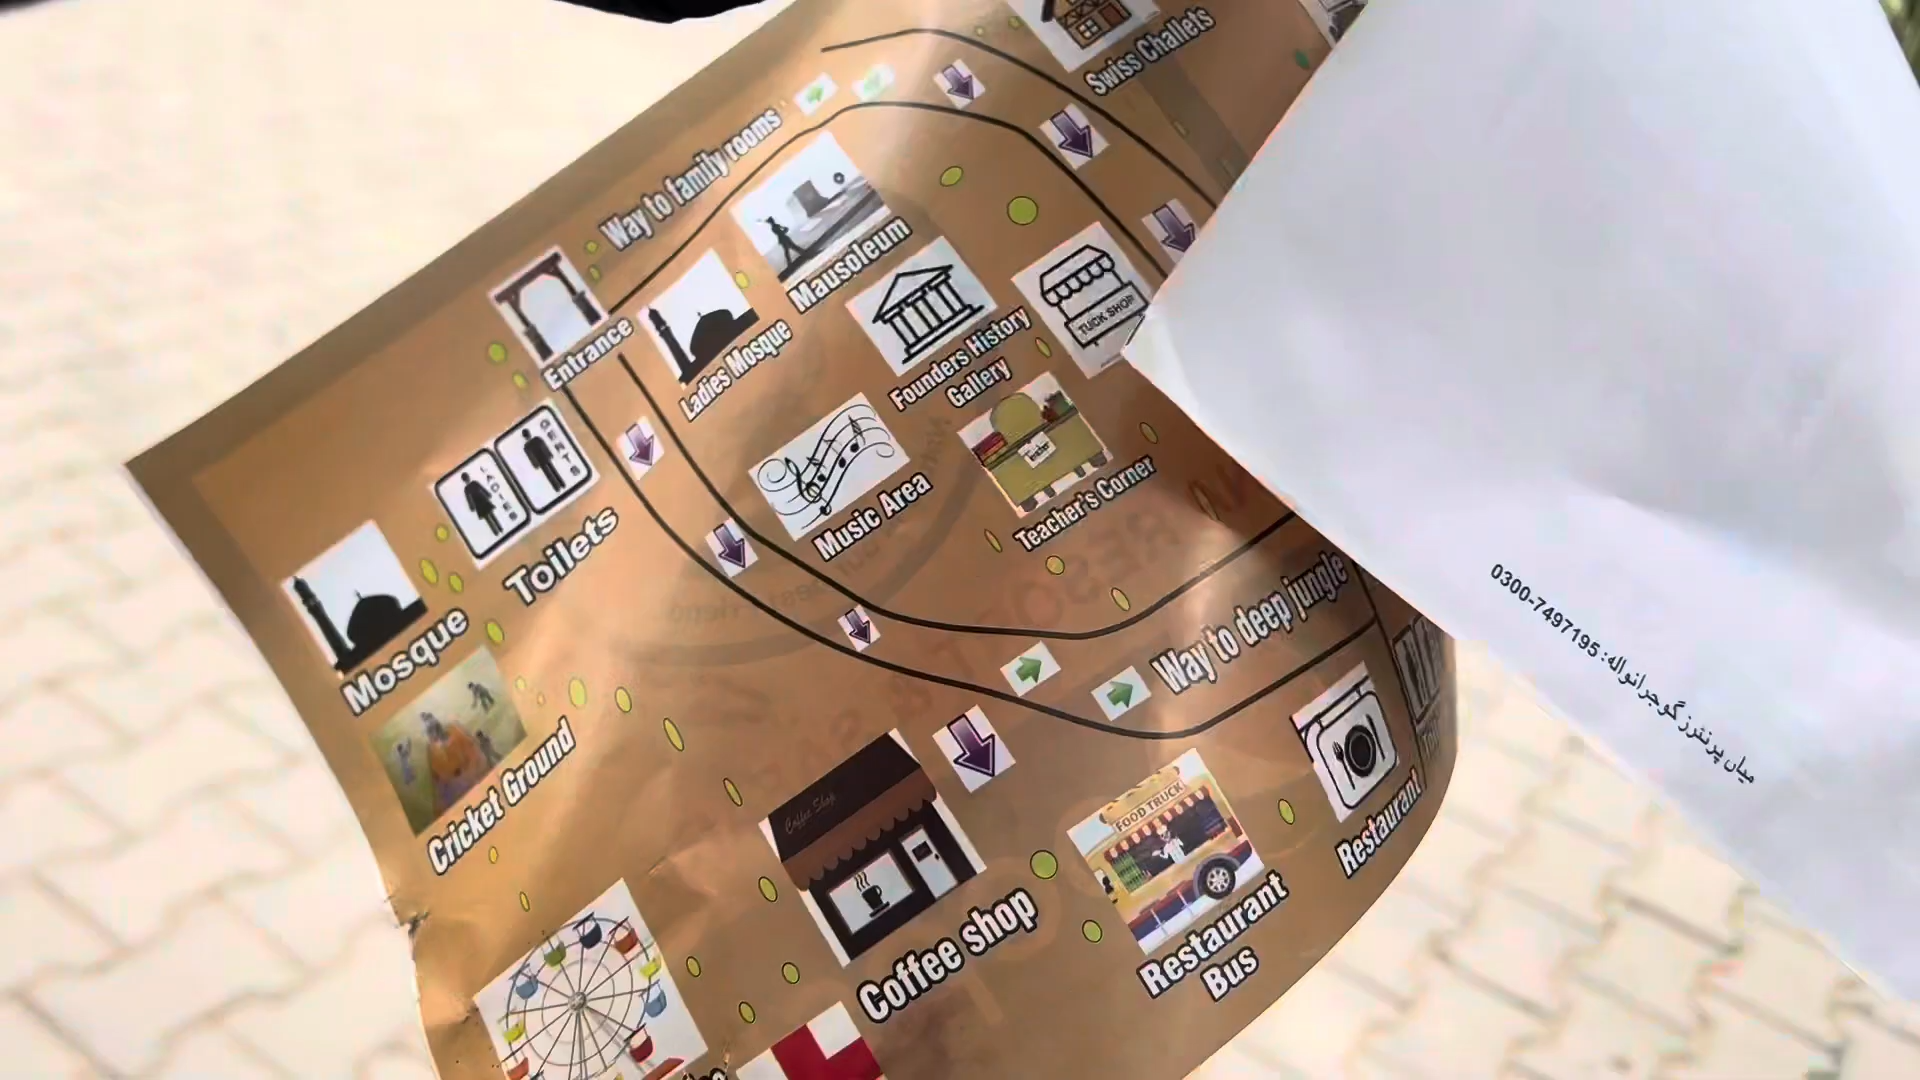 Swiss Challets
Way to family rooms
Mausoleum
Entrance
Ladies Mosque
Founders History
Gallery
TUCK SHOP
LADIES
GENTS
Toilets
Music Area
Teacher's Corner
Mosque
Way to deep jungle
Cricket Ground
Coffee Shop
Coffee shop
FOOD TRUCK
Restaurant
Bus
Restaurant
میاں پرنٹرز گوجرانوالہ: 0300-7497195